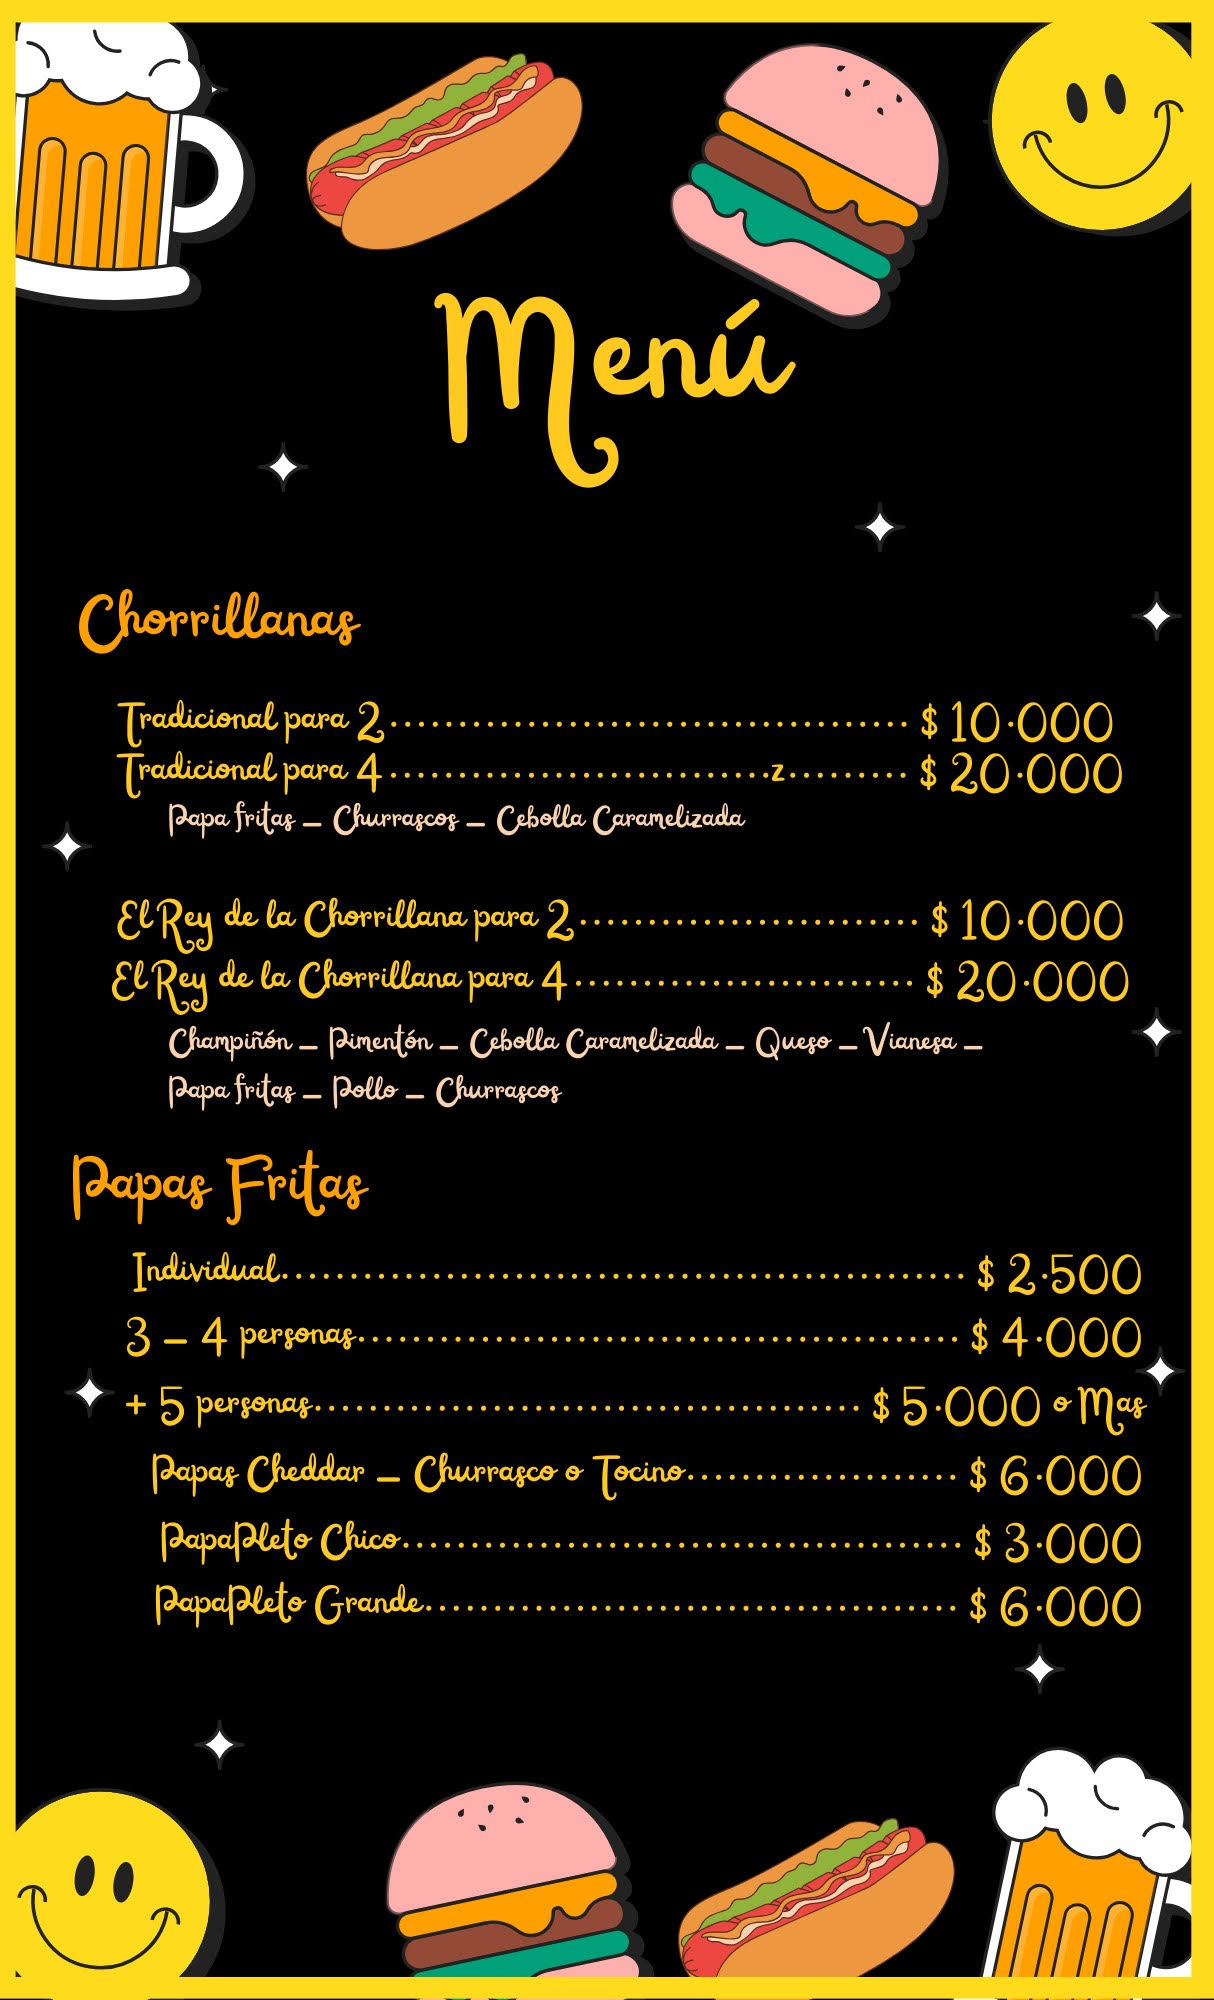 Menú
Chorrillanas
Tradicional para 2...................................... $ 10.000
Tradicional para 4............................z......... $ 20.000
Papa fritas - Churrascos - Cebolla Caramelizada
El Rey de la Chorrillana para 2......................... $ 10.000
El Rey de la Chorrillana para 4......................... $ 20.000
Champiñón - Pimentón - Cebolla Caramelizada - Queso - Vianesa -
Papa fritas - Pollo - Churrascos
Papas Fritas
Individual.................................................. $ 2.500
3 - 4 personas............................................ $ 4.000
+ 5 personas........................................ $ 5.000 o Mas
Papas Cheddar - Churrasco o Tocino.................... $ 6.000
PapaPleto Chico......................................... $ 3.000
PapaPleto Grande....................................... $ 6.000